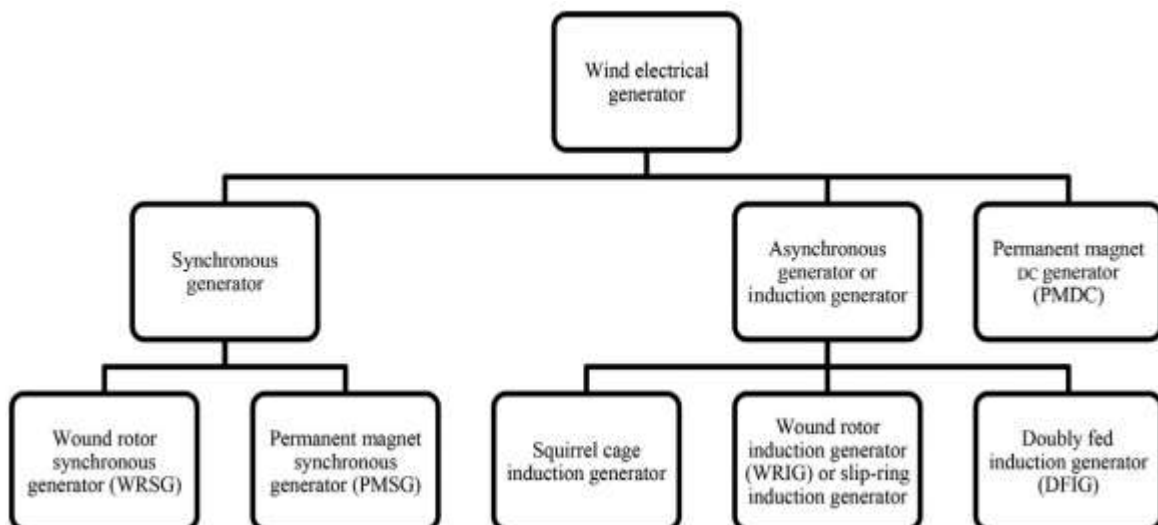 Wind electrical
generator
Synchronous
generator
Asynchronous
generator or
induction generator
Permanent magnet
DC generator
(PMDC)
Wound rotor
synchronous
generator (WRSG)
Permanent magnet
synchronous
generator (PMSG)
Squirrel cage
induction generator
Wound rotor
induction generator
(WRIG) or slip-ring
induction generator
Doubly fed
induction generator
(DFIG)